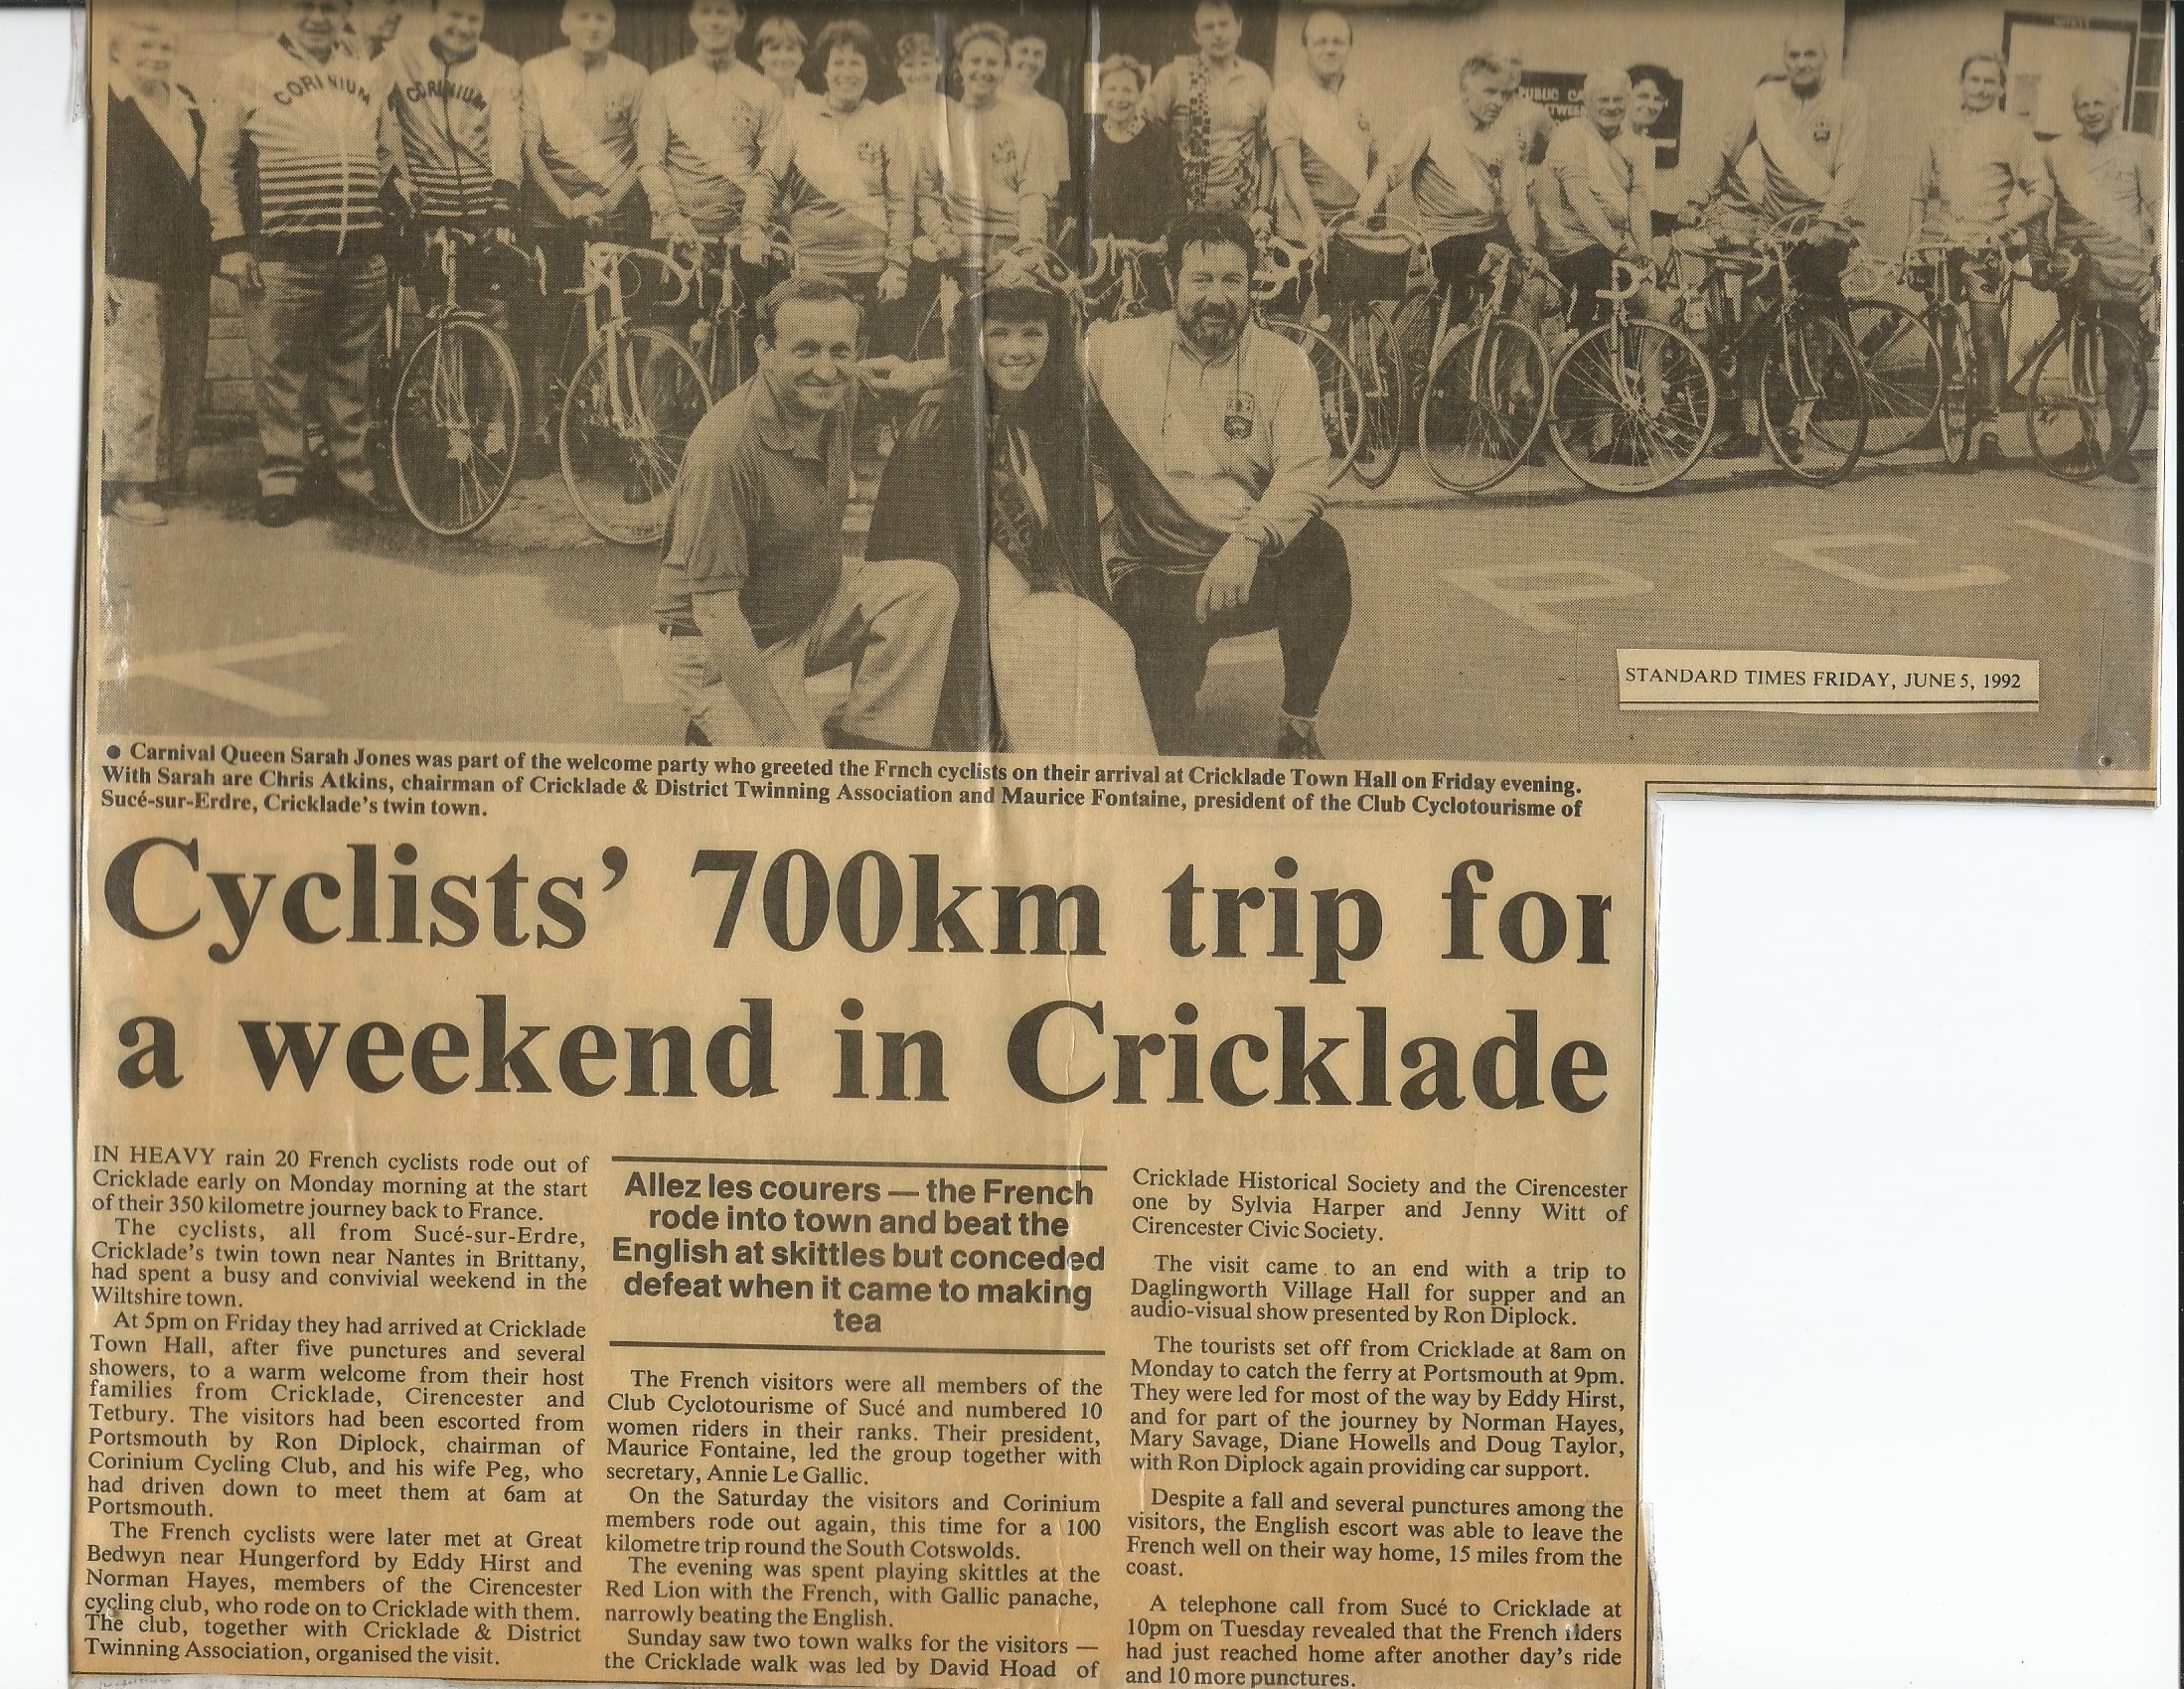 CORINIUM
CORINIUM
PUBLIC CA
TWEE
STANDARD TIMES FRIDAY, JUNE 5, 1992
● Carnival Queen Sarah Jones was part of the welcome party who greeted the Frnch cyclists on their arrival at Cricklade Town Hall on Friday evening.
With Sarah are Chris Atkins, chairman of Cricklade & District Twinning Association and Maurice Fontaine, president of the Club Cyclotourisme of
Sucé-sur-Erdre, Cricklade's twin town.
Cyclists' 700km trip for
a weekend in Cricklade
IN HEAVY rain 20 French cyclists rode out of
Cricklade early on Monday morning at the start
of their 350 kilometre journey back to France.
The cyclists, all from Sucé-sur-Erdre,
Cricklade's twin town near Nantes in Brittany,
had spent a busy and convivial weekend in the
Wiltshire town.
At 5pm on Friday they had arrived at Cricklade
Town Hall, after five punctures and several
showers, to a warm welcome from their host
families from Cricklade, Cirencester and
Tetbury. The visitors had been escorted from
Portsmouth by Ron Diplock, chairman of
Corinium Cycling Club, and his wife Peg, who
had driven down to meet them at 6am at
Portsmouth.
The French cyclists were later met at Great
Bedwyn near Hungerford by Eddy Hirst and
Norman Hayes, members of the Cirencester
cycling club, who rode on to Cricklade with them.
The club, together with Cricklade & District
Twinning Association, organised the visit.
Allez les courers — the French
rode into town and beat the
English at skittles but conceded
defeat when it came to making
tea
The French visitors were all members of the
Club Cyclotourisme of Sucé and numbered 10
women riders in their ranks. Their president,
Maurice Fontaine, led the group together with
secretary, Annie Le Gallic.
On the Saturday the visitors and Corinium
members rode out again, this time for a 100
kilometre trip round the South Cotswolds.
The evening was spent playing skittles at the
Red Lion with the French, with Gallic panache,
narrowly beating the English.
Sunday saw two town walks for the visitors —
the Cricklade walk was led by David Hoad of
Cricklade Historical Society and the Cirencester
one by Sylvia Harper and Jenny Witt of
Cirencester Civic Society.
The visit came to an end with a trip to
Daglingworth Village Hall for supper and an
audio-visual show presented by Ron Diplock.
The tourists set off from Cricklade at 8am on
Monday to catch the ferry at Portsmouth at 9pm.
They were led for most of the way by Eddy Hirst,
and for part of the journey by Norman Hayes,
Mary Savage, Diane Howells and Doug Taylor,
with Ron Diplock again providing car support.
Despite a fall and several punctures among the
visitors, the English escort was able to leave the
French well on their way home, 15 miles from the
coast.
A telephone call from Sucé to Cricklade at
10pm on Tuesday revealed that the French riders
had just reached home after another day's ride
and 10 more punctures.